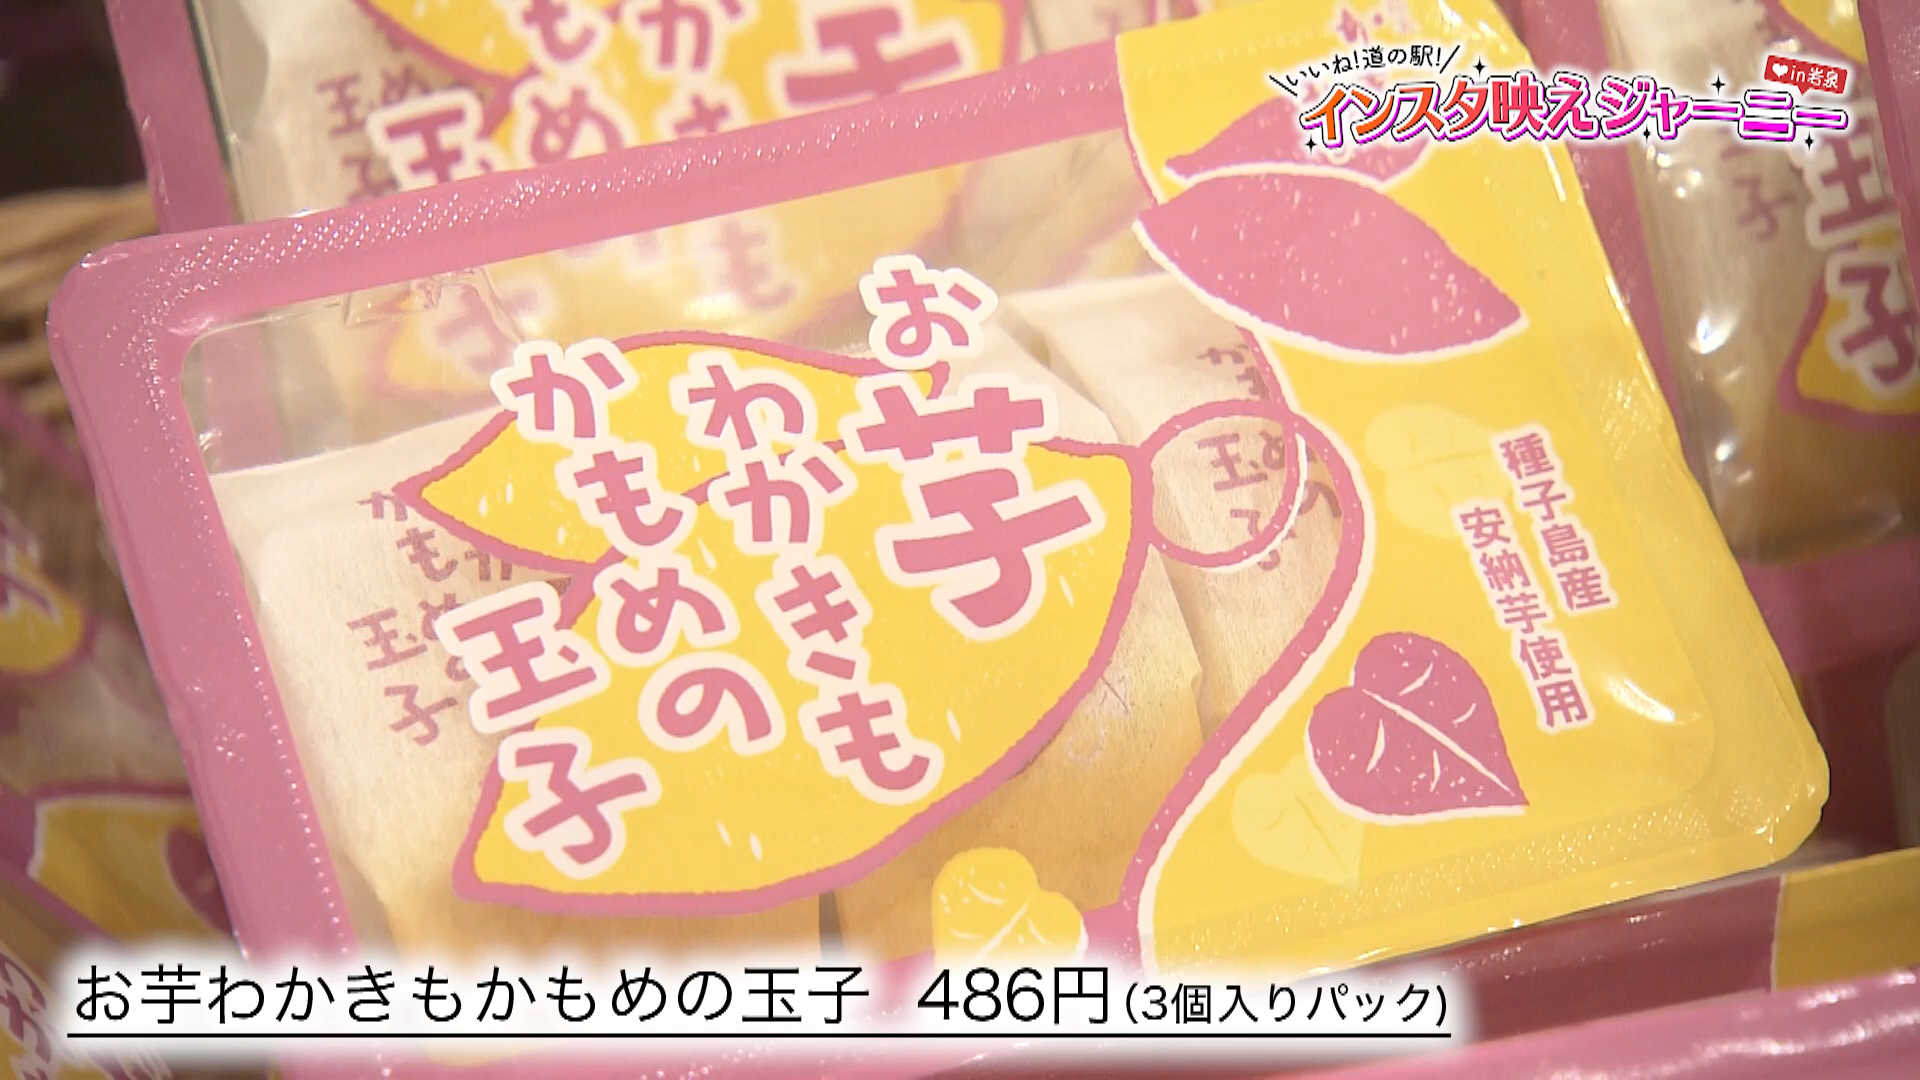 いいね!道の駅!
インスタ映えジャーニー
in岩泉
お芋
わかきも
かもめの
玉子
種子島産
安納芋使用
お芋わかきもかもめの玉子 486円(3個入りパック)